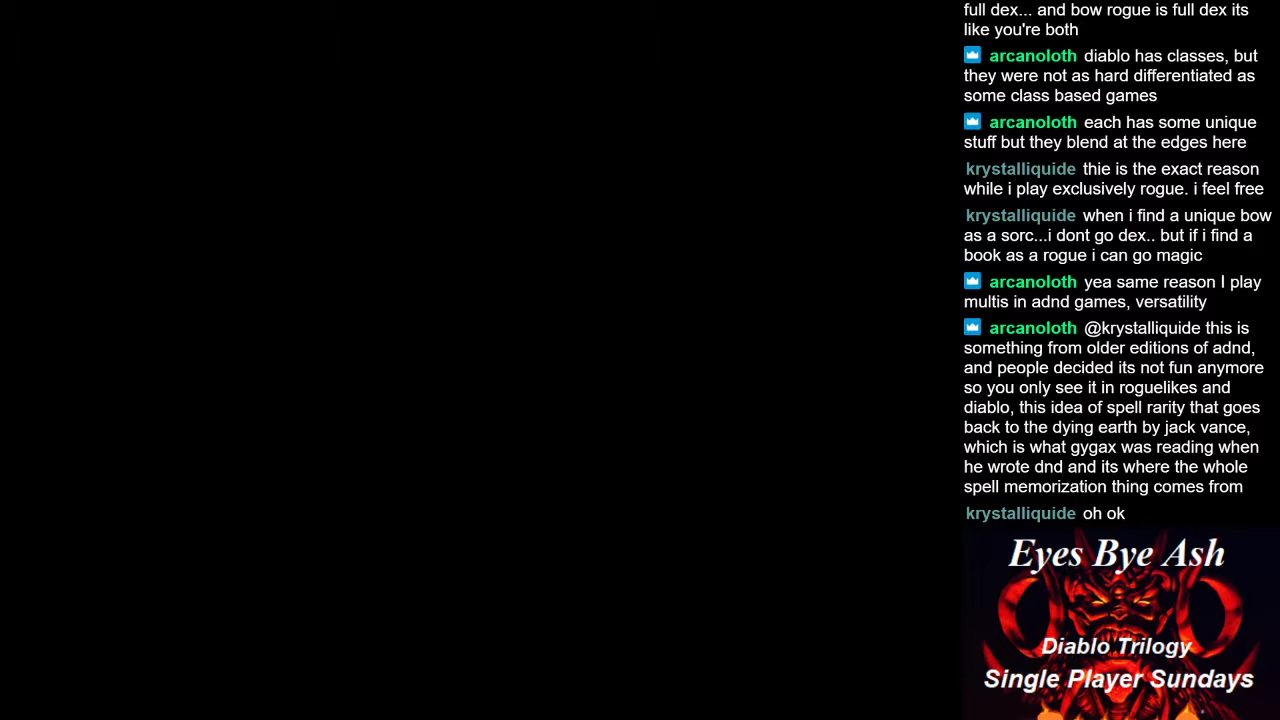 full dex... and bow rogue is full dex its
like you're both
arcanoloth diablo has classes, but
they were not as hard differentiated as
some class based games
arcanoloth each has some unique
stuff but they blend at the edges here
krystalliquide thie is the exact reason
while i play exclusively rogue. i feel free
krystalliquide when i find a unique bow
as a sorc...i dont go dex.. but if i find a
book as a rogue i can go magic
arcanoloth yea same reason I play
multis in adnd games, versatility
arcanoloth @krystalliquide this is
something from older editions of adnd,
and people decided its not fun anymore
so you only see it in roguelikes and
diablo, this idea of spell rarity that goes
back to the dying earth by jack vance,
which is what gygax was reading when
he wrote dnd and its where the whole
spell memorization thing comes from
krystalliquide oh ok
Eyes Bye Ash
Diablo Trilogy
Single Player Sundays